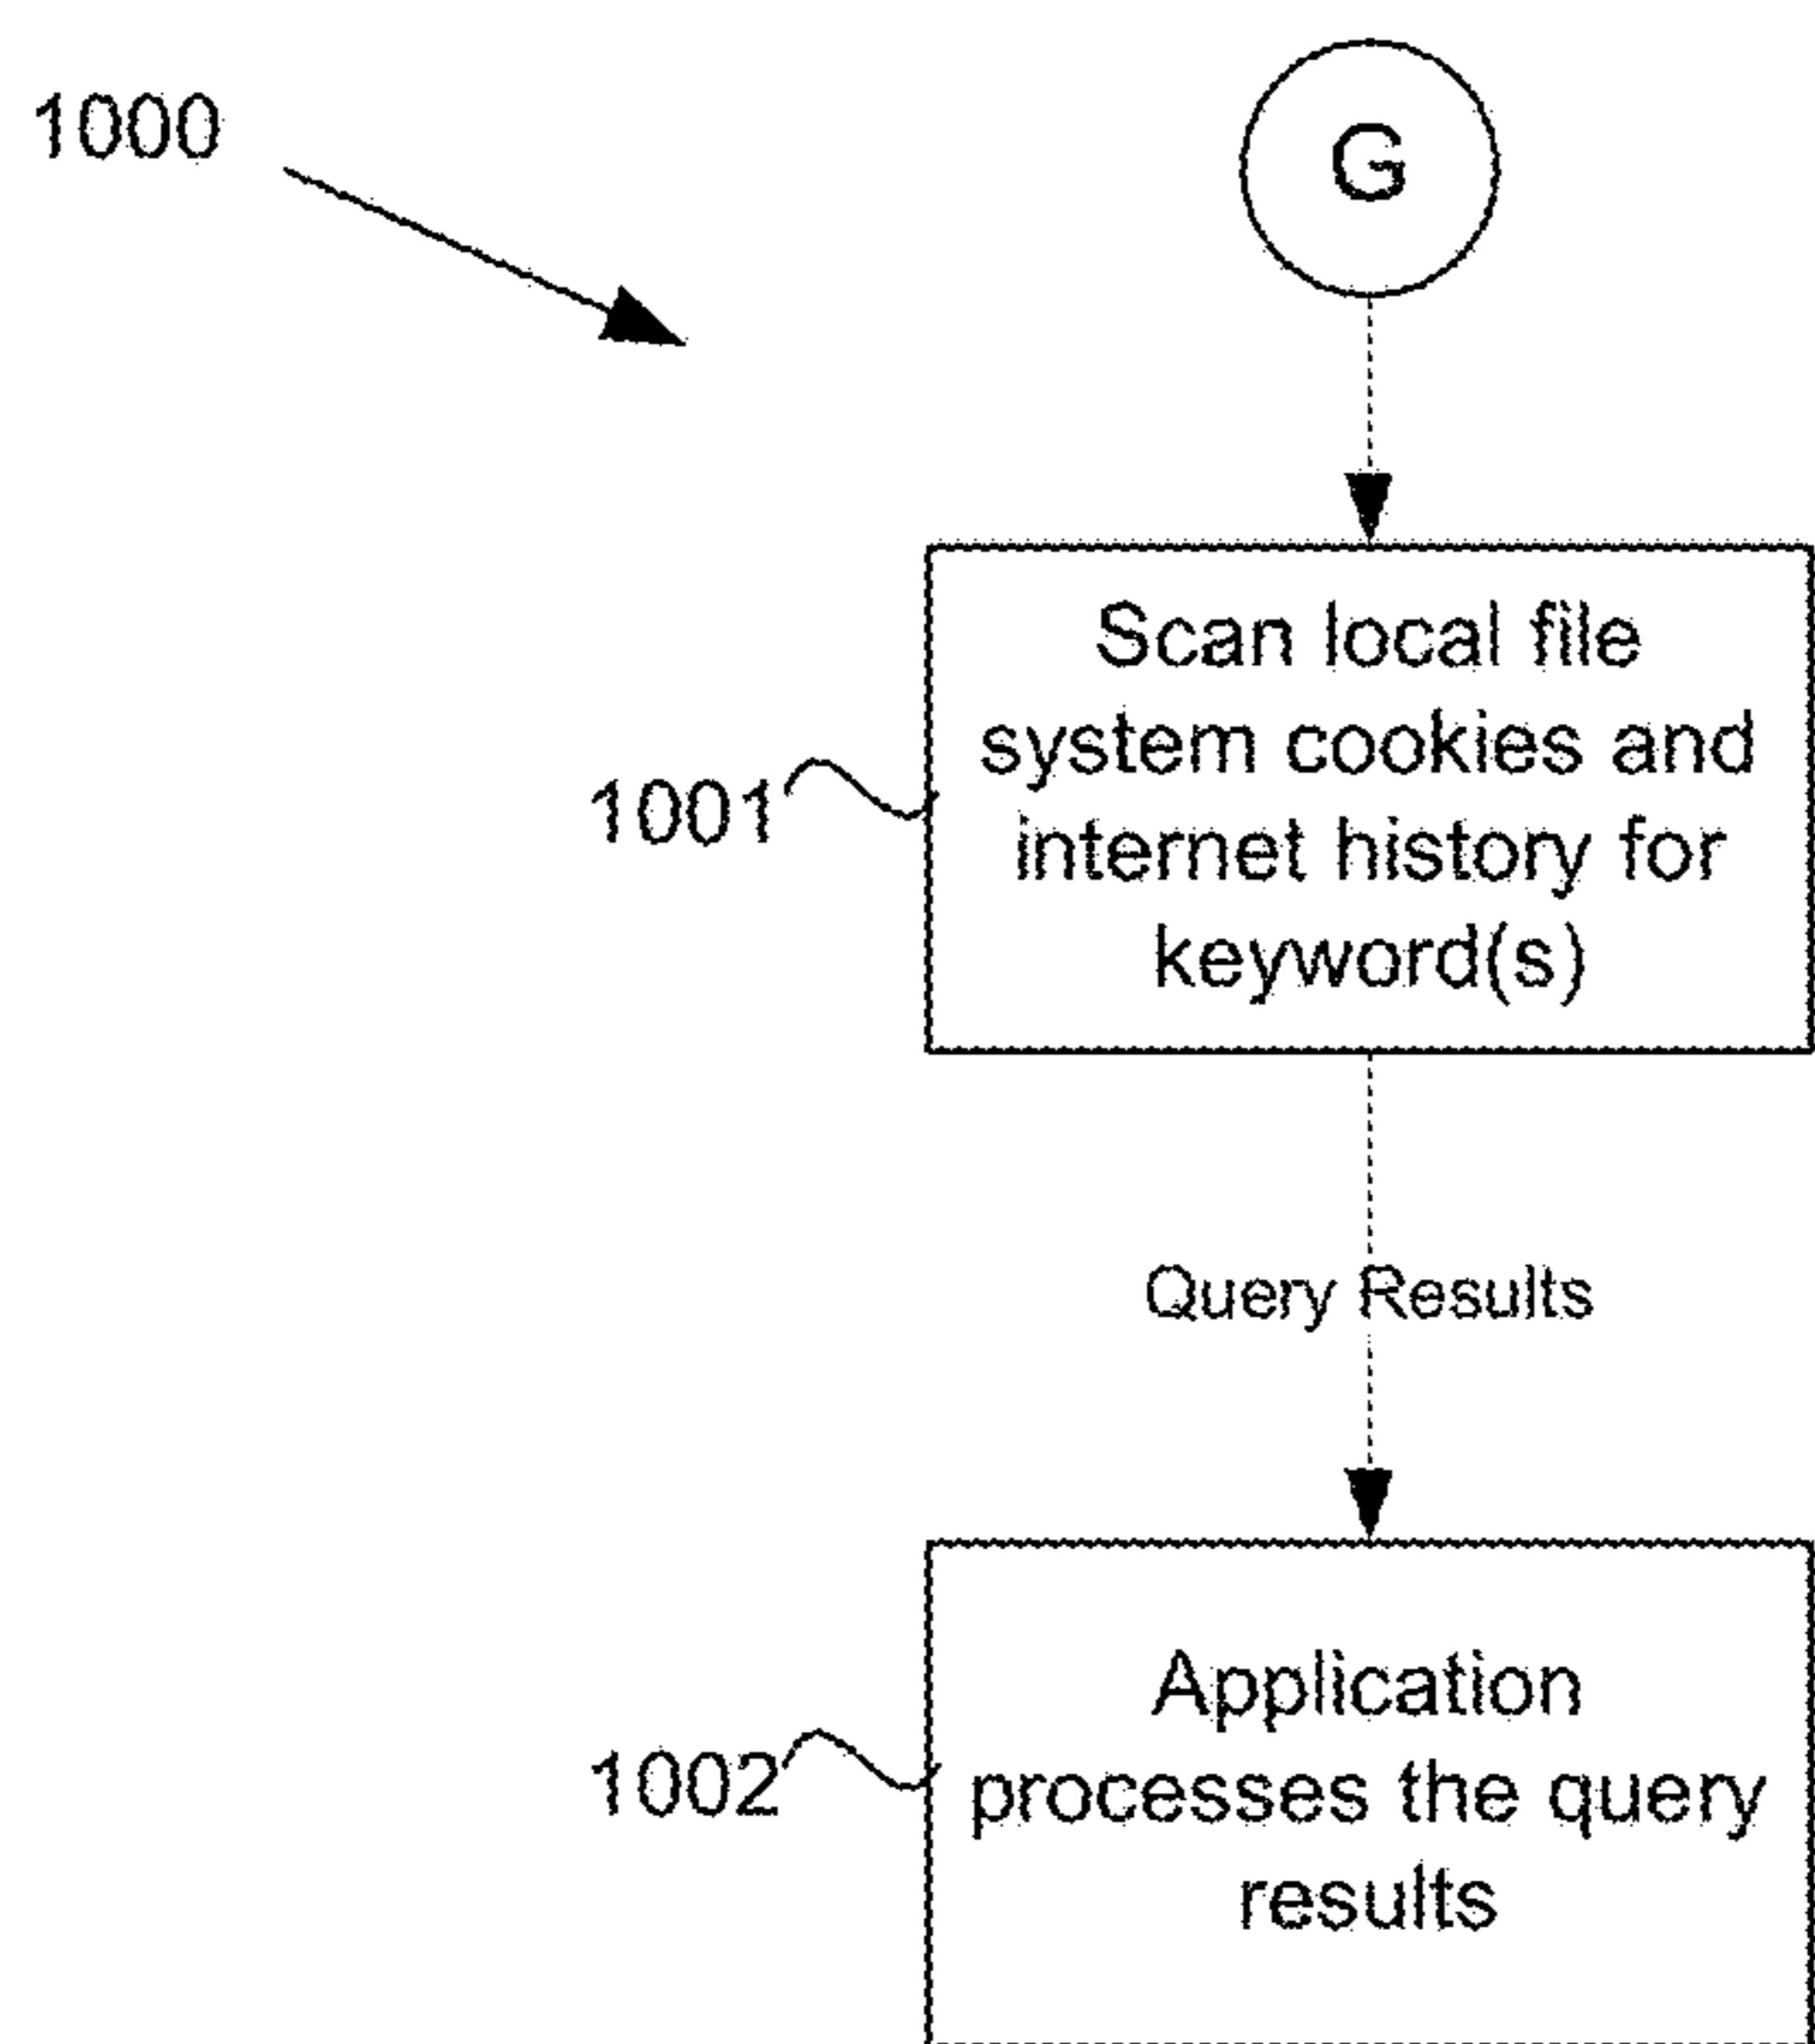 1000
G
Scan local file
system cookies and
internet history for
keyword(s)
1001
Query Results
Application
processes the query
results
1002